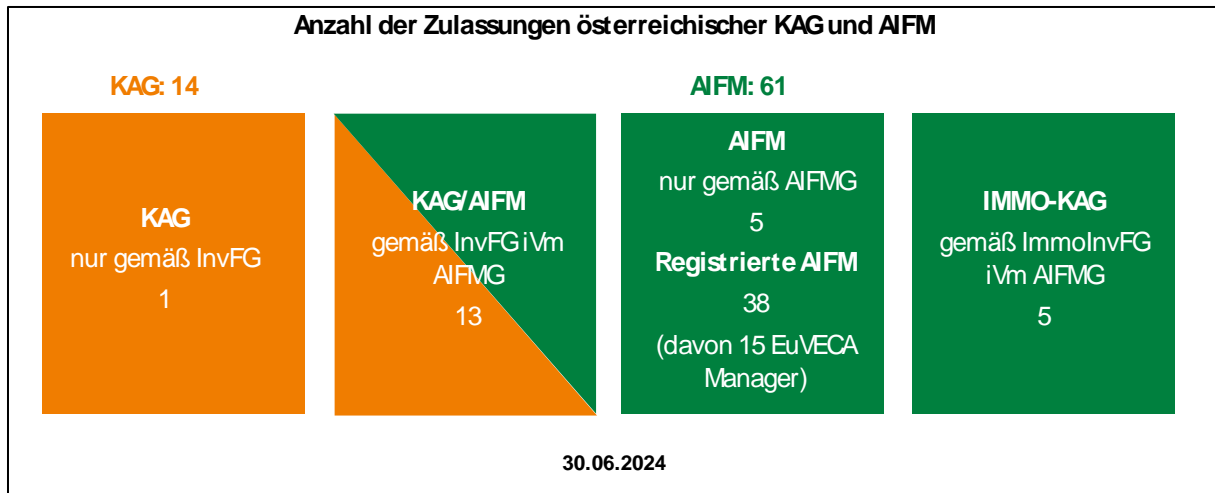 Anzahl der Zulassungen österreichischer KAG und AIFM
KAG: 14
AIFM: 61
KAG
nur gemäß InvFG
1
KAG/AIFM
gemäß InvFG iVm
AIFMG
13
AIFM
nur gemäß AIFMG
5
Registrierte AIFM
38
(davon 15 EuVECA
Manager)
IMMO-KAG
gemäß ImmoInvFG
iVm AIFMG
5
30.06.2024